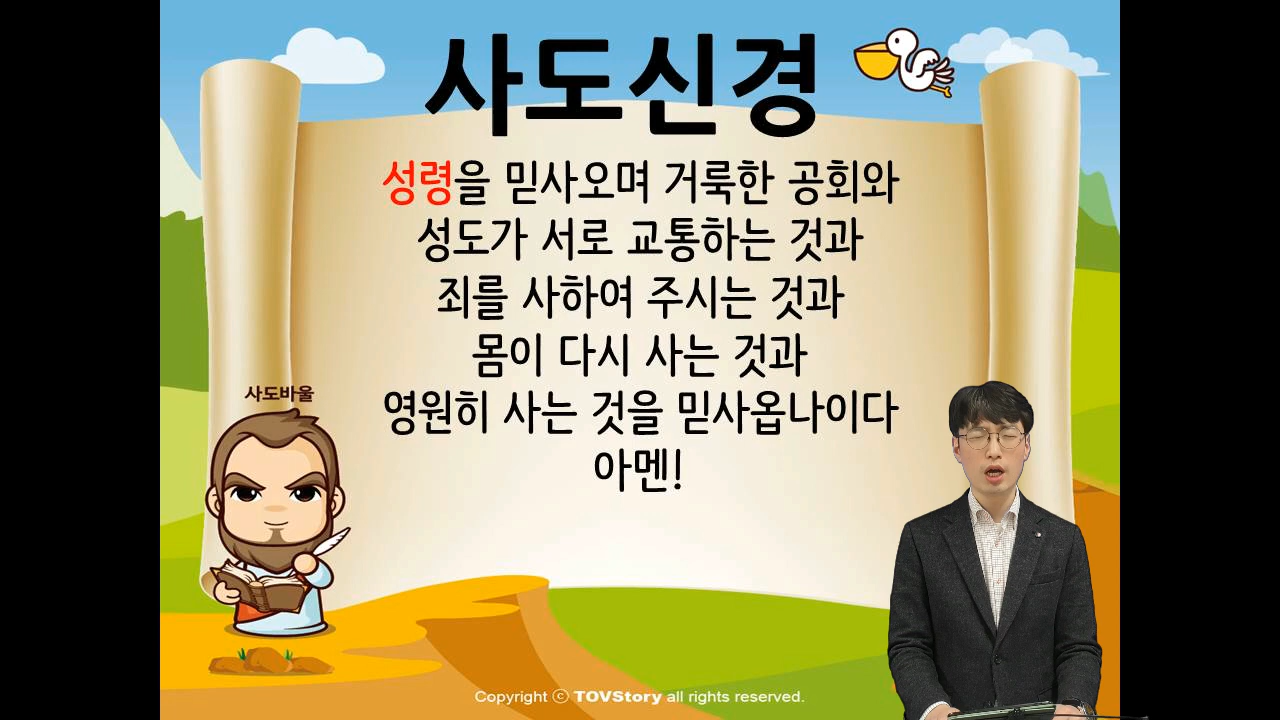 사도신경
성령을 믿사오며 거룩한 공회와
성도가 서로 교통하는 것과
죄를 사하여 주시는 것과
몸이 다시 사는 것과
영원히 사는 것을 믿사옵나이다
아멘!
사도바울
Copyright ⓒ TOVStory all rights reserved.